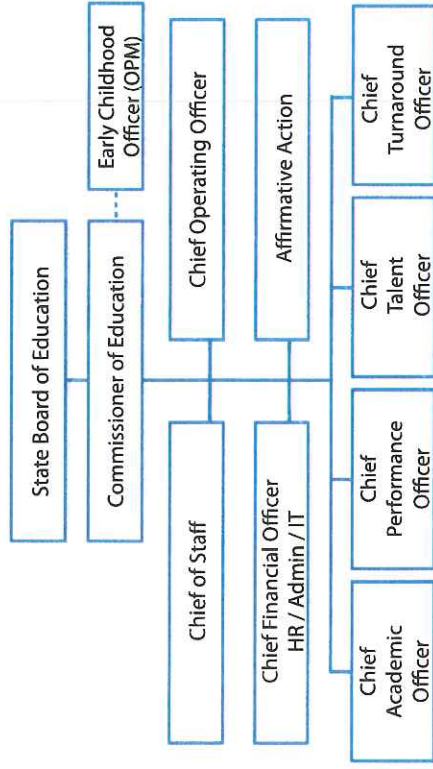 State Board of Education
Commissioner of Education
Early Childhood
Officer (OPM)
Chief of Staff
Chief Operating Officer
Chief Financial Officer
HR / Admin / IT
Affirmative Action
Chief
Academic
Officer
Chief
Performance
Officer
Chief
Talent
Officer
Chief
Turnaround
Officer